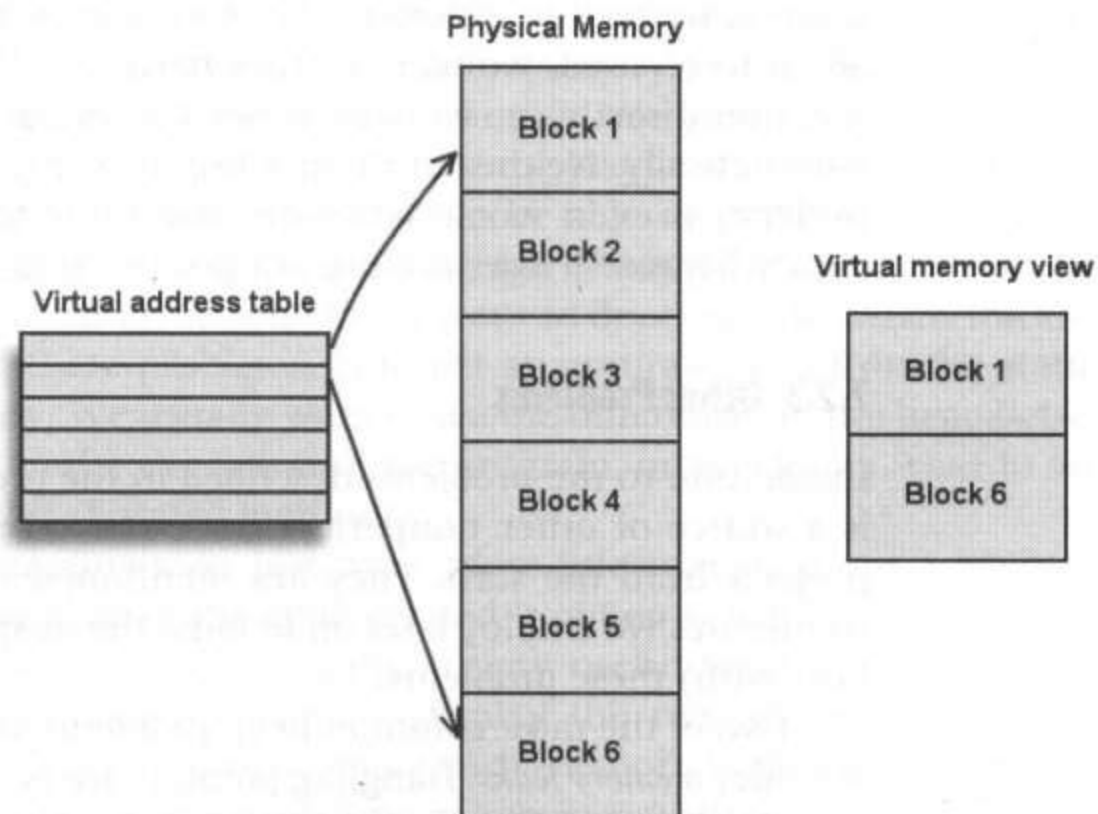 Physical Memory
Block 1
Block 2
Block 3
Block 4
Block 5
Block 6
Virtual address table
Virtual memory view
Block 1
Block 6